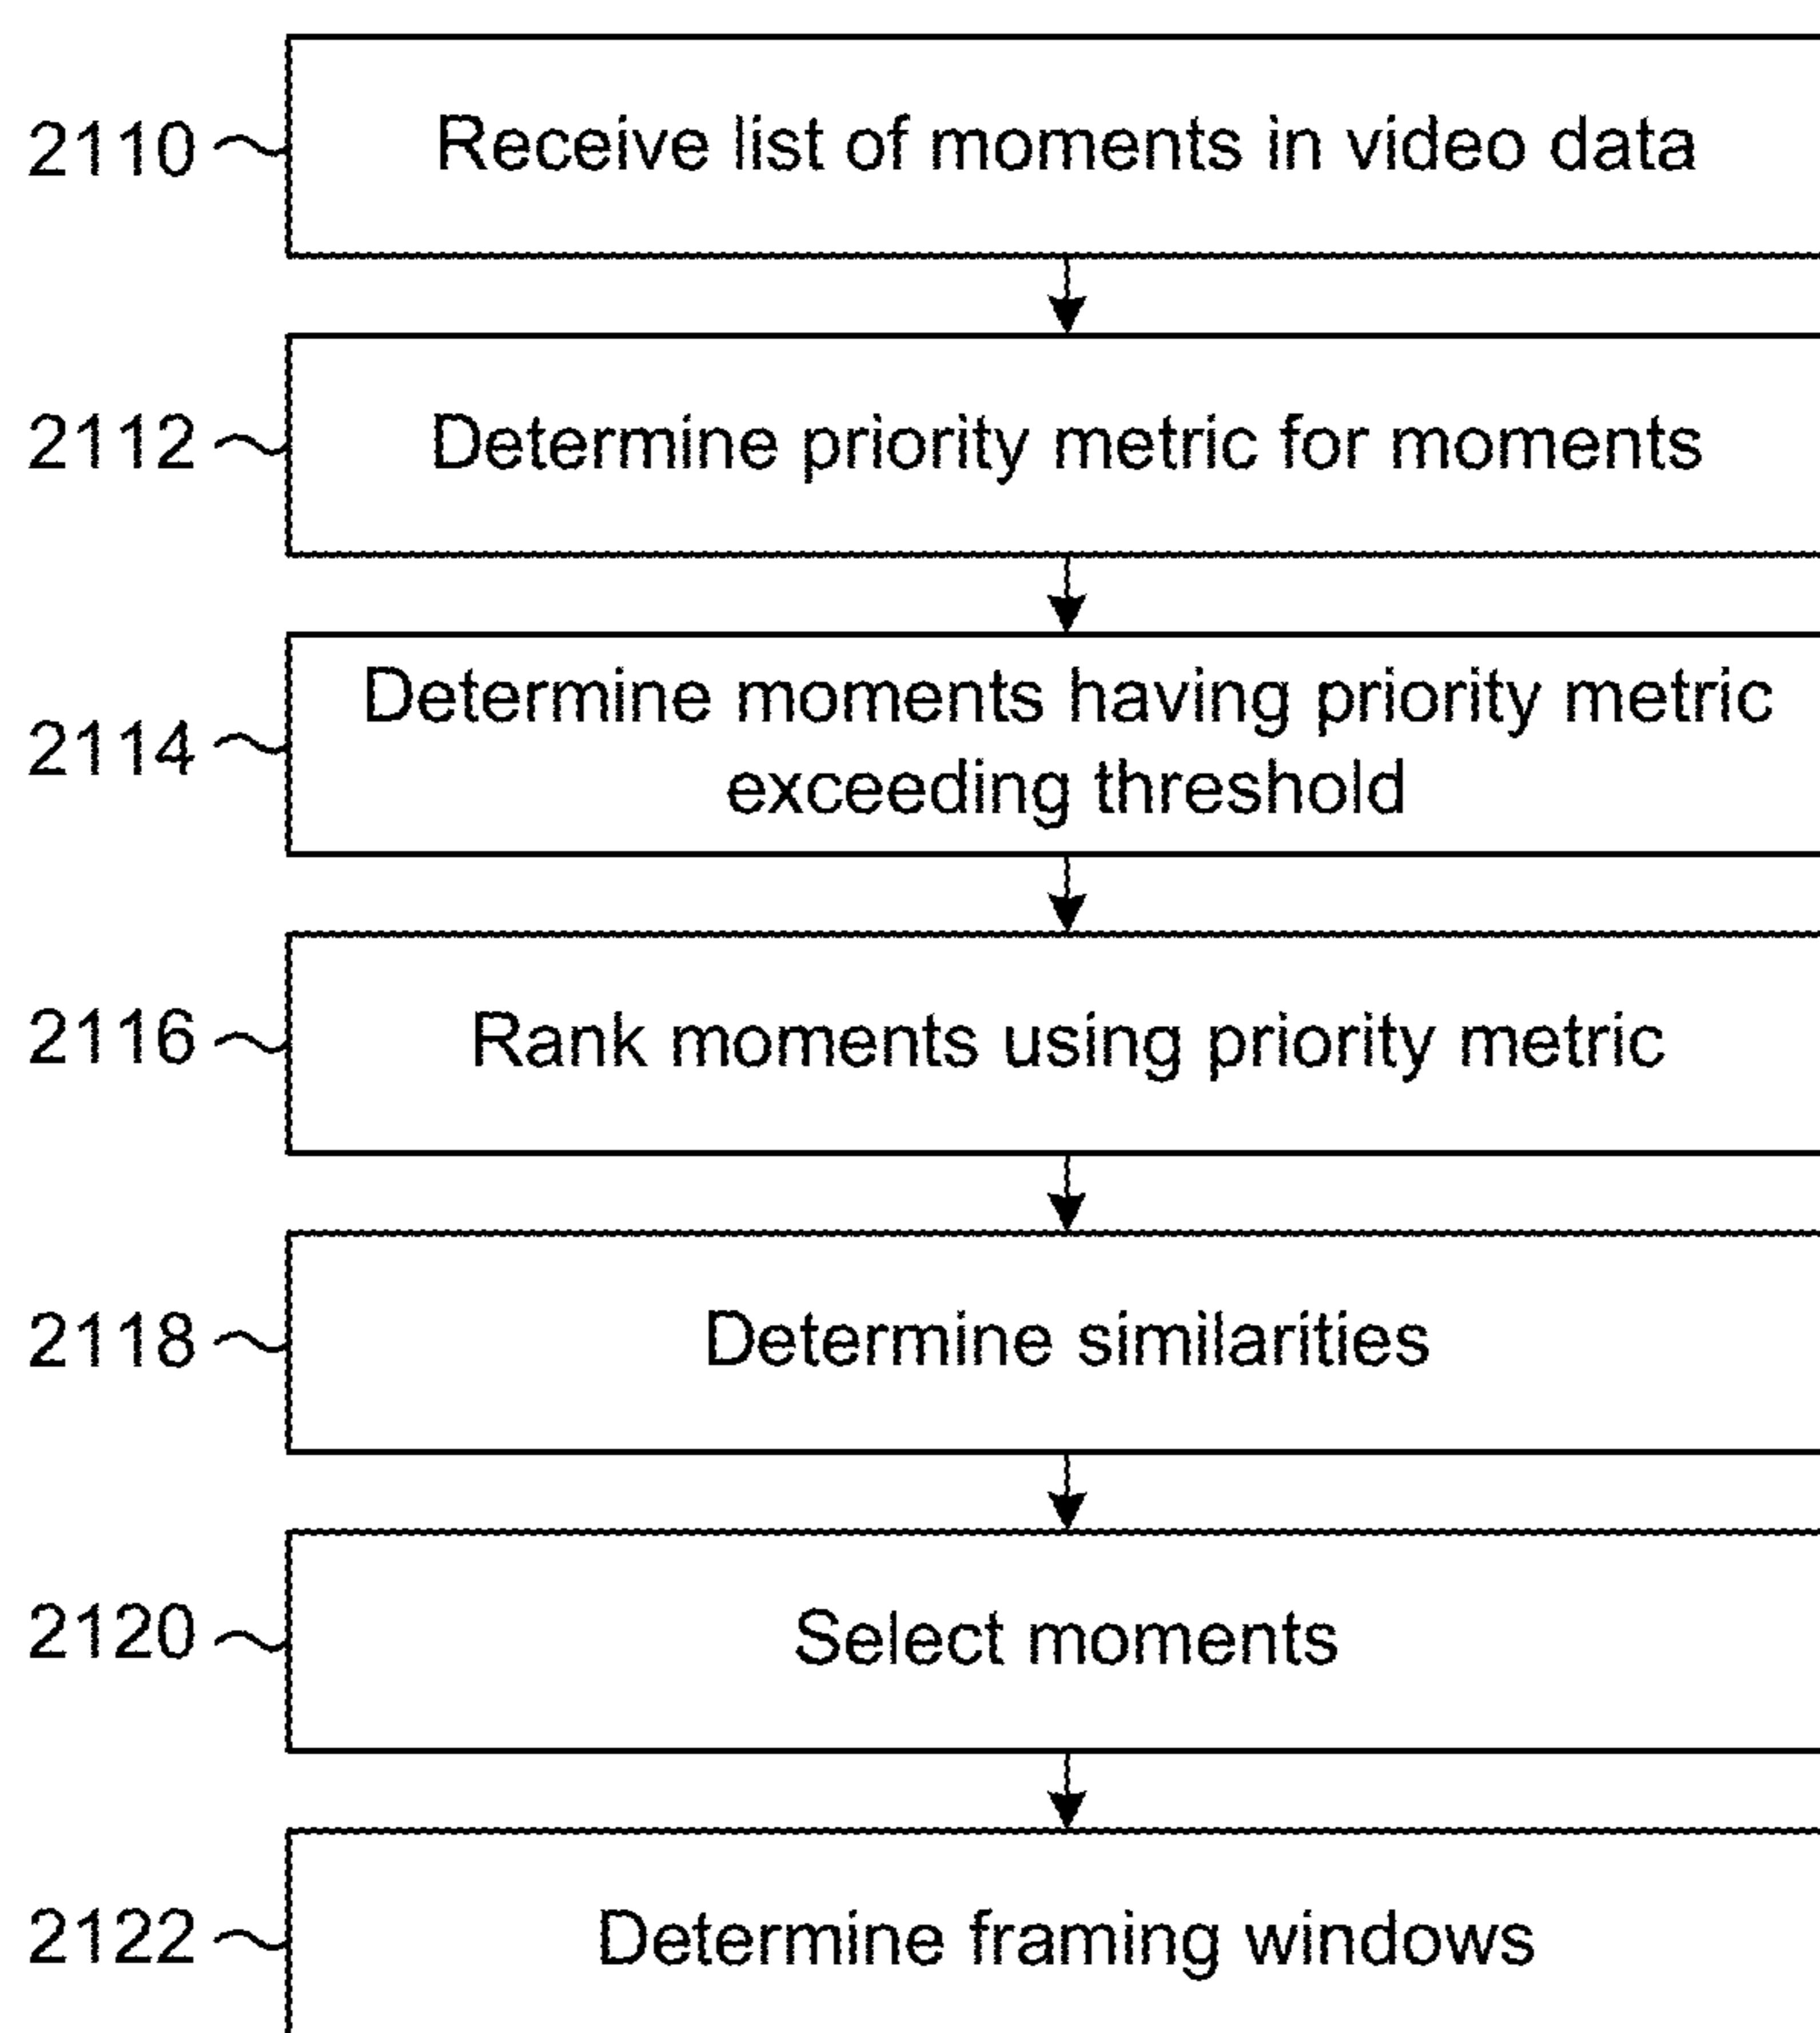 2110 Receive list of moments in video data
2112 Determine priority metric for moments
2114 Determine moments having priority metric
exceeding threshold
2116 Rank moments using priority metric
2118 Determine similarities
2120 Select moments
2122 Determine framing windows